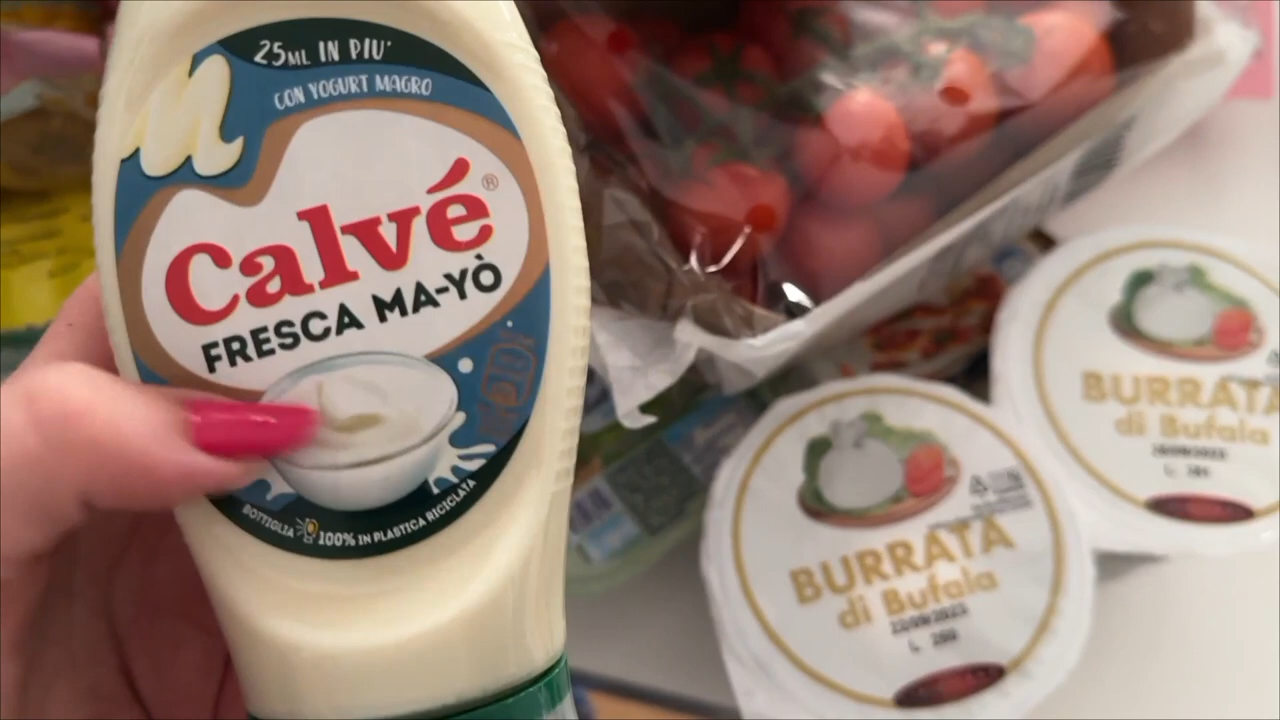 25ML IN PIU*
CON YOGURT MAGRO
Calvé®
FRESCA MA-YÒ
BOTTIGLIA 100% IN PLASTICA RICICLATA
BURRATA
di Bufala
BURRATA
di Bufala